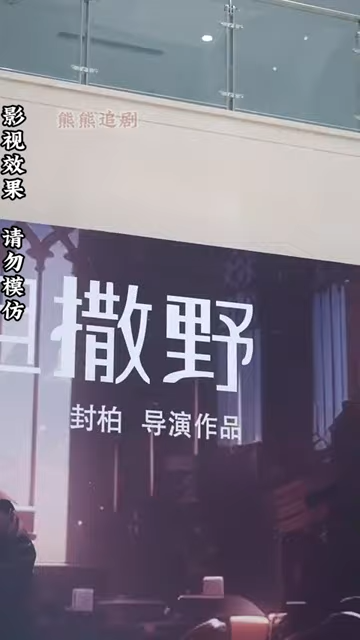 影视效果 请勿模仿
熊熊追剧
撒野
封柏 导演作品